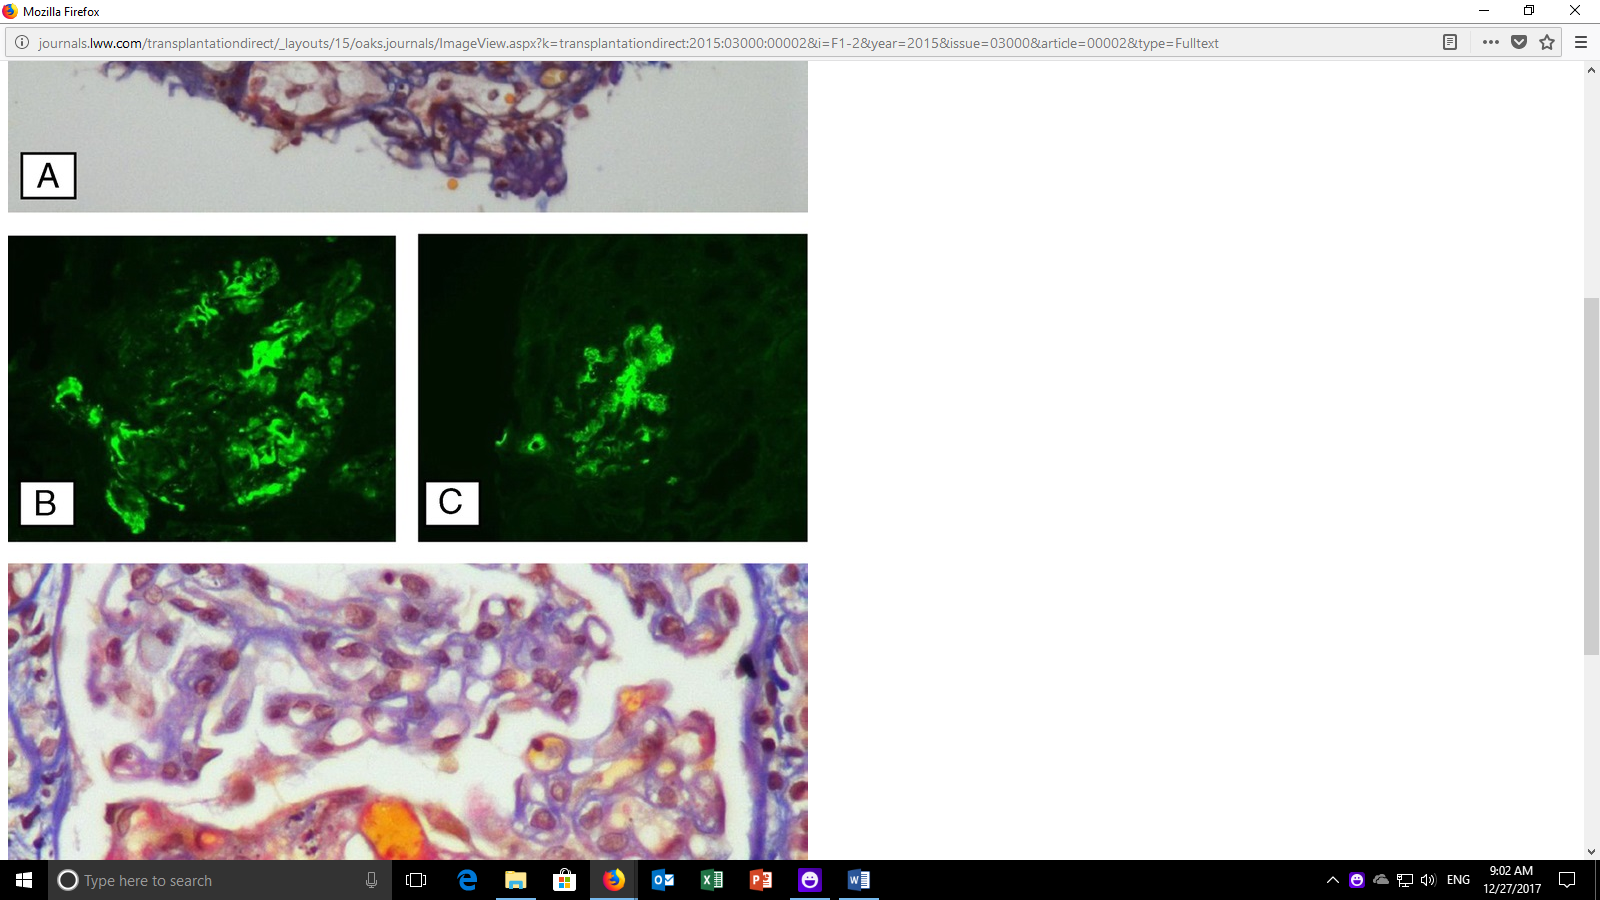 Mozilla Firefox
journals.lww.com/transplantationdirect/_layouts/15/oaks.journals/ImageView.aspx?k=transplantationdirect:2015:03000:00002&i=F1-2&year=2015&issue=03000&article=00002&type=Fulltext
A
B
C
Type here to search
ENG
9:02 AM
12/27/2017